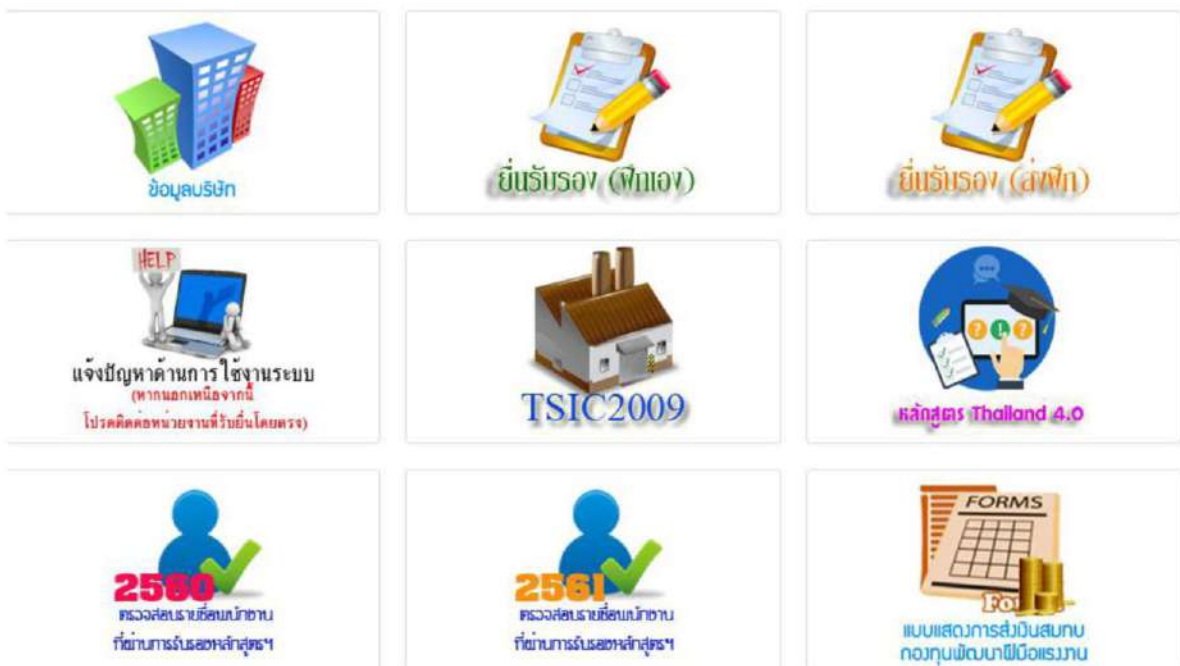 ข้อมูลบริษัท
ยื่นรับรอง (ฝึกเอง)
ยื่นรับรอง (ส่งฝึก)
HELP
แจ้งปัญหาด้านการใช้งานระบบ
(หากนอกเหนือจากนี้
โปรดติดต่อหน่วยงานที่รับยื่นโดยตรง)
TSIC2009
หลักสูตร Thailand 4.0
2560
ตรวจสอบรายชื่อพนักงาน
ที่ผ่านการรับรองหลักสูตรฯ
2561
ตรวจสอบรายชื่อพนักงาน
ที่ผ่านการรับรองหลักสูตรฯ
FORMS
แบบแสดงการส่งเงินสมทบ
กองทุนพัฒนาฝีมือแรงงาน